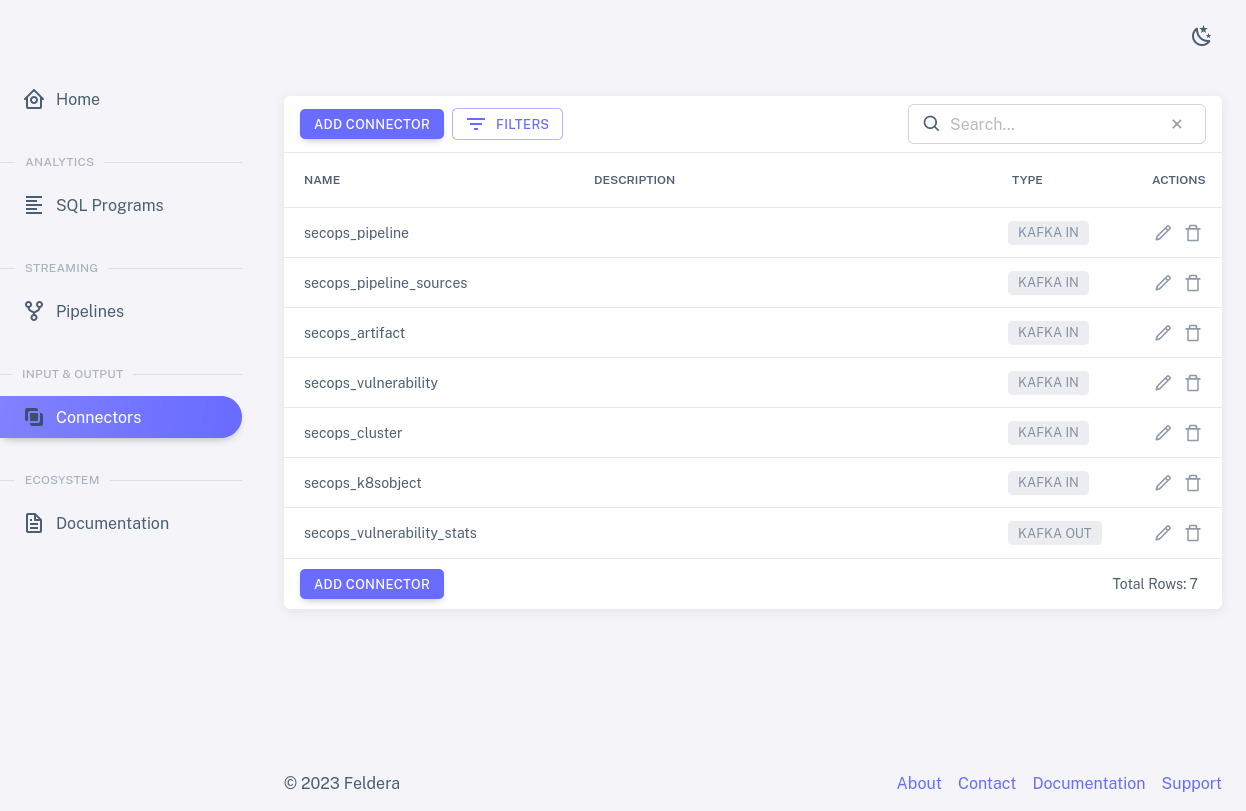 Home
ANALYTICS
SQL Programs
STREAMING
Pipelines
INPUT & OUTPUT
Connectors
ECOSYSTEM
Documentation
ADD CONNECTOR FILTERS Search...
NAME DESCRIPTION TYPE ACTIONS
secops_pipeline KAFKA IN
secops_pipeline_sources KAFKA IN
secops_artifact KAFKA IN
secops_vulnerability KAFKA IN
secops_cluster KAFKA IN
secops_k8sobject KAFKA IN
secops_vulnerability_stats KAFKA OUT
ADD CONNECTOR Total Rows: 7
© 2023 Feldera About Contact Documentation Support